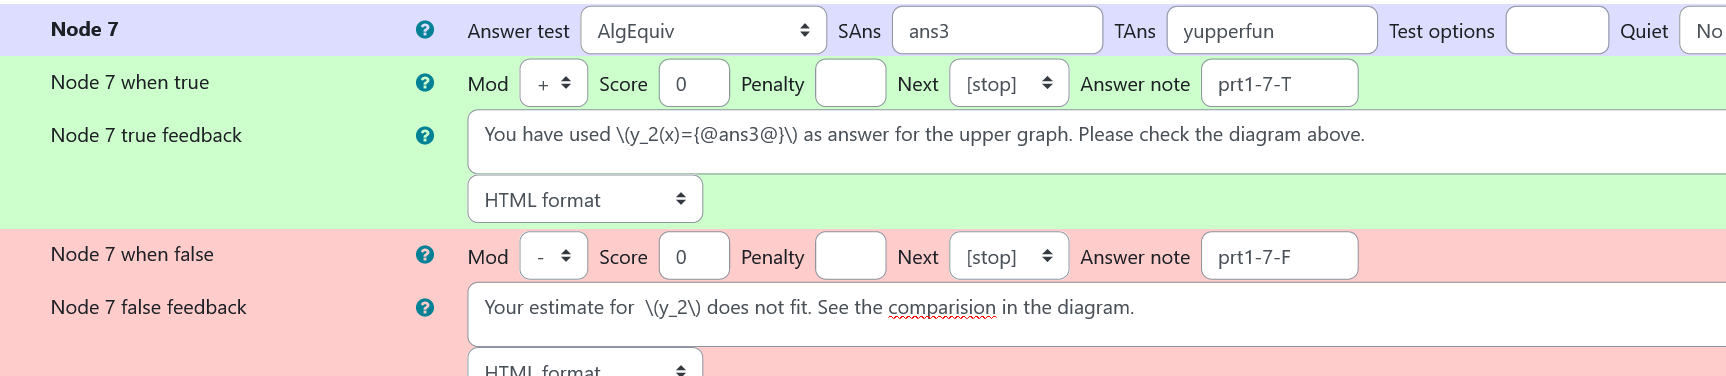 Node 7 Answer test AlgEquiv SAns ans3 TAns yupperfun Test options Quiet No
Node 7 when true Mod + Score 0 Penalty Next [stop] Answer note prt1-7-T
Node 7 true feedback You have used \(y_2(x)={@ans3@}\) as answer for the upper graph. Please check the diagram above.
HTML format
Node 7 when false Mod - Score 0 Penalty Next [stop] Answer note prt1-7-F
Node 7 false feedback Your estimate for  \(y_2\) does not fit. See the comparision in the diagram.
HTML format